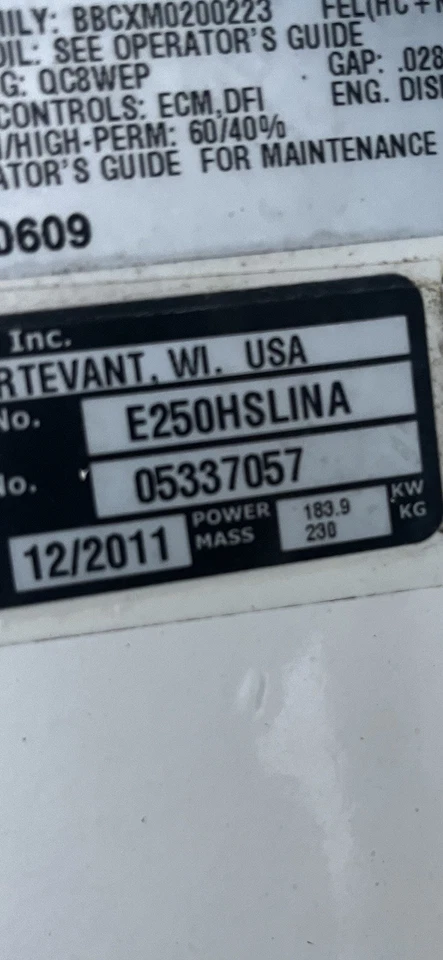 ILY: BBCXM0200223 FEL(HC+N
OIL: SEE OPERATOR'S GUIDE
G: QC8WEP GAP: .028
CONTROLS: ECM,DFI ENG. DISP
/HIGH-PERM: 60/40%
ATOR'S GUIDE FOR MAINTENANCE
0609
Inc.
RTEVANT, WI. USA
No. E250HSLINA
No. 05337057
12/2011 POWER 183.9 KW
MASS 230 KG